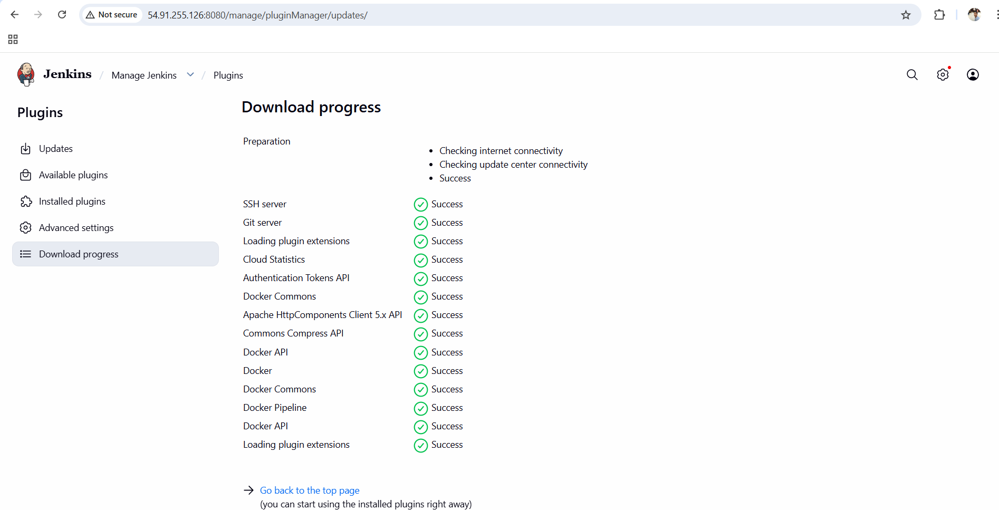 Not secure 54.91.255.126:8080/manage/pluginManager/updates/
Jenkins / Manage Jenkins / Plugins
Plugins
Updates
Available plugins
Installed plugins
Advanced settings
Download progress
Download progress
Preparation
• Checking internet connectivity
• Checking update center connectivity
• Success
SSH server Success
Git server Success
Loading plugin extensions Success
Cloud Statistics Success
Authentication Tokens API Success
Docker Commons Success
Apache HttpComponents Client 5.x API Success
Commons Compress API Success
Docker API Success
Docker Success
Docker Commons Success
Docker Pipeline Success
Docker API Success
Loading plugin extensions Success
→ Go back to the top page
(you can start using the installed plugins right away)